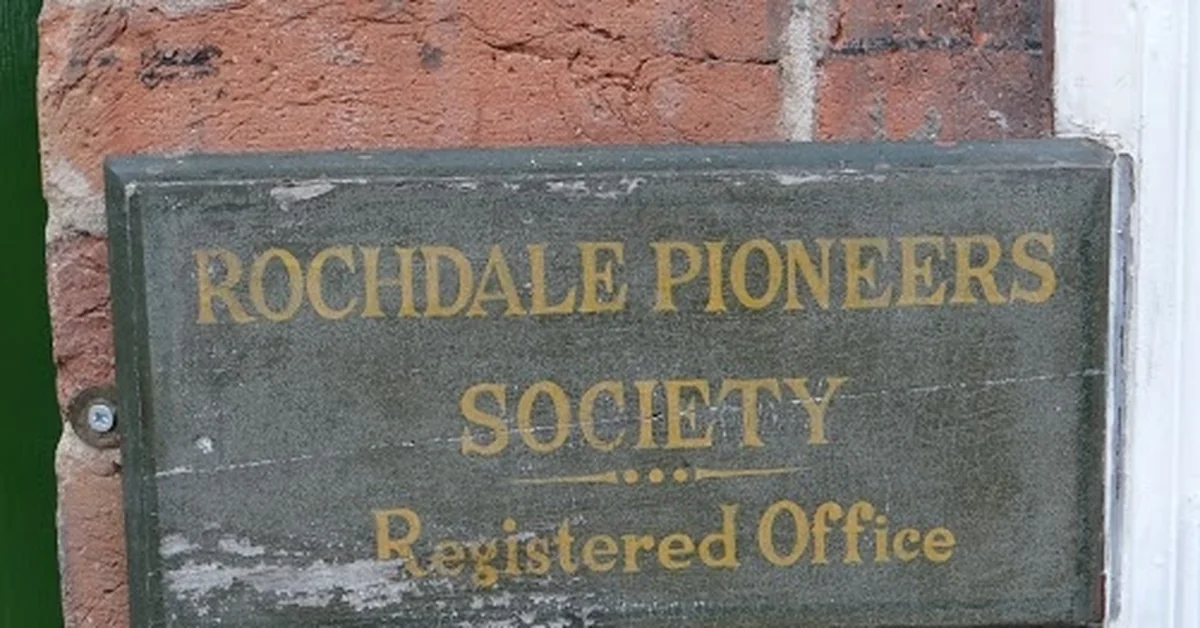 ROCHDALE PIONEERS
SOCIETY
Registered Office